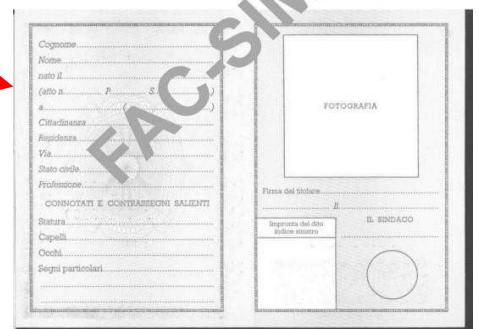 Cognome
Nome
nato il
(atto n. P. S. )
a ( )
Cittadinanza
Residenza
Via
Stato civile
Professione
CONNOTATI E CONTRASSEGNI SALIENTI
Statura
Capelli
Occhi
Segni particolari
FOTOGRAFIA
Firma del titolare
lì
Impronta del dito
indice sinistro
IL SINDACO
FAC-SIM